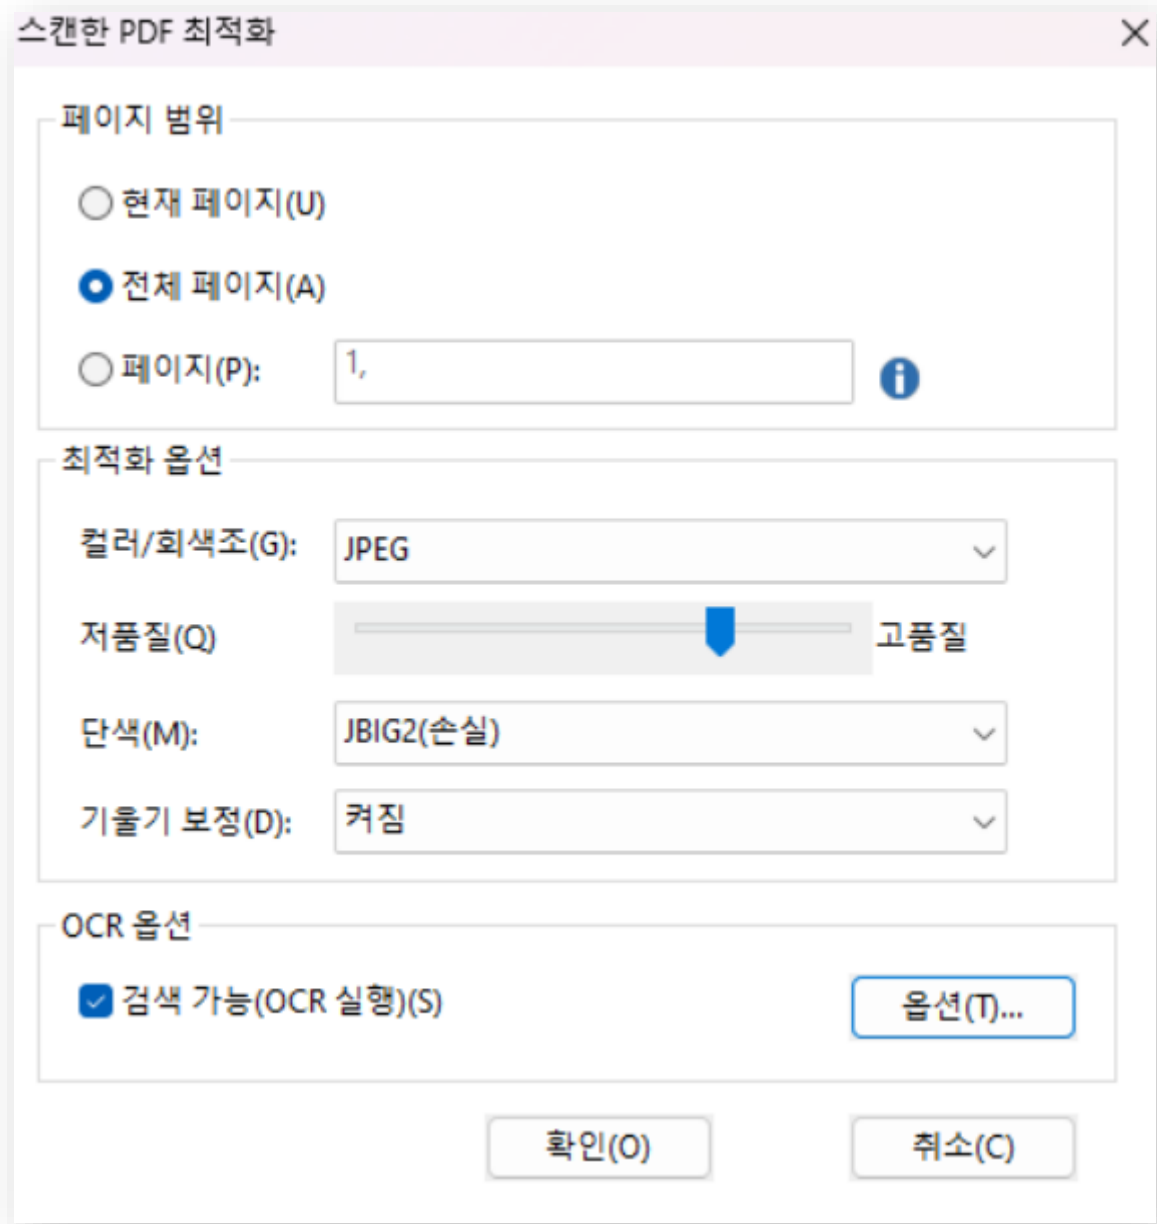 스캔한 PDF 최적화
페이지 범위
현재 페이지(U)
전체 페이지(A)
페이지(P): 1,
최적화 옵션
컬러/회색조(G): JPEG
저품질(Q) 고품질
단색(M): JBIG2(손실)
기울기 보정(D): 켜짐
OCR 옵션
검색 가능(OCR 실행)(S) 옵션(T)...
확인(O) 취소(C)